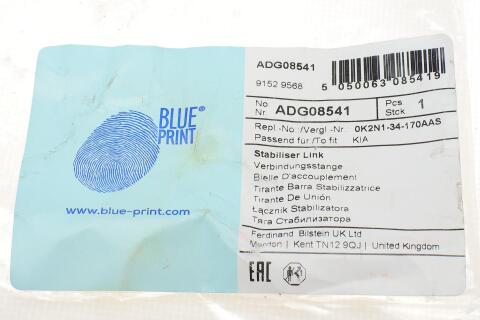 BLUE®
PRINT
www.blue-print.com
ADG08541
9152 9568
5 050063 085419
No
Nr. ADG08541 Pcs
Stck 1
Repl.-No./Vergl.-Nr. 0K2N1-34-170AAS
Passend für/To fit KIA
Stabiliser Link
Verbindungsstange
Bielle D'accouplement
Tirante Barra Stabilizzatrice
Tirante De Unión
Łącznik Stabilizatora
Тяга Стабилизатора
Ferdinand Bilstein UK Ltd
| Kent TN12 9QJ | United Kingdom
EAC